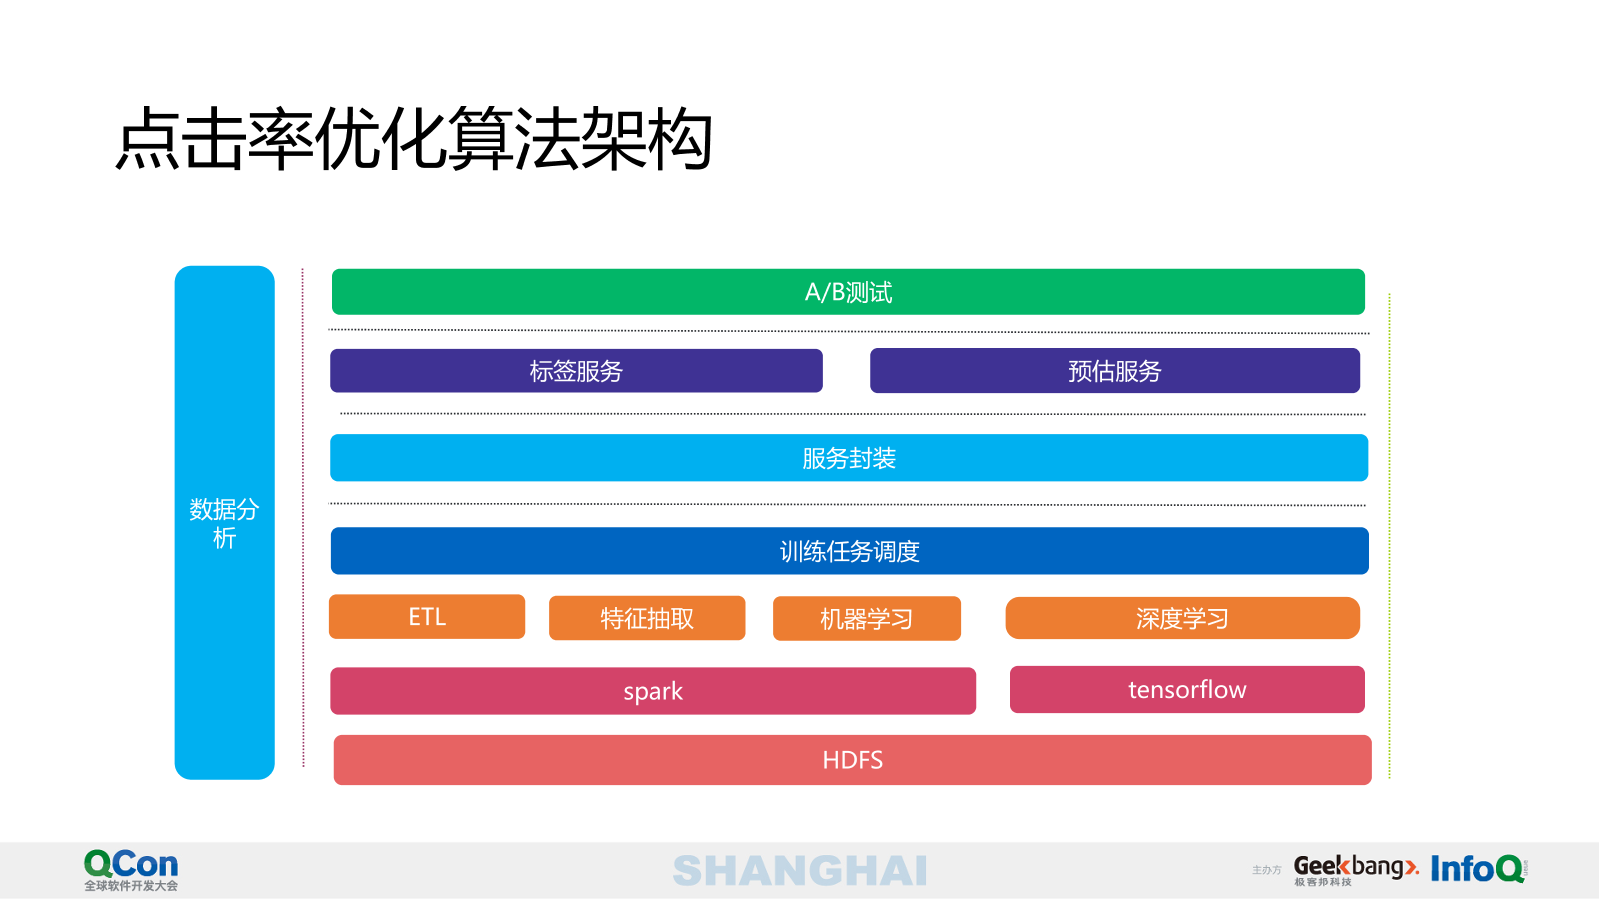 点击率优化算法架构
数据分
析
A/B测试
标签服务
预估服务
服务封装
训练任务调度
ETL
特征抽取
机器学习
深度学习
spark
tensorflow
HDFS
QCon
全球软件开发大会
SHANGHAI
主办方
Geekbang
极客邦科技
InfoQ